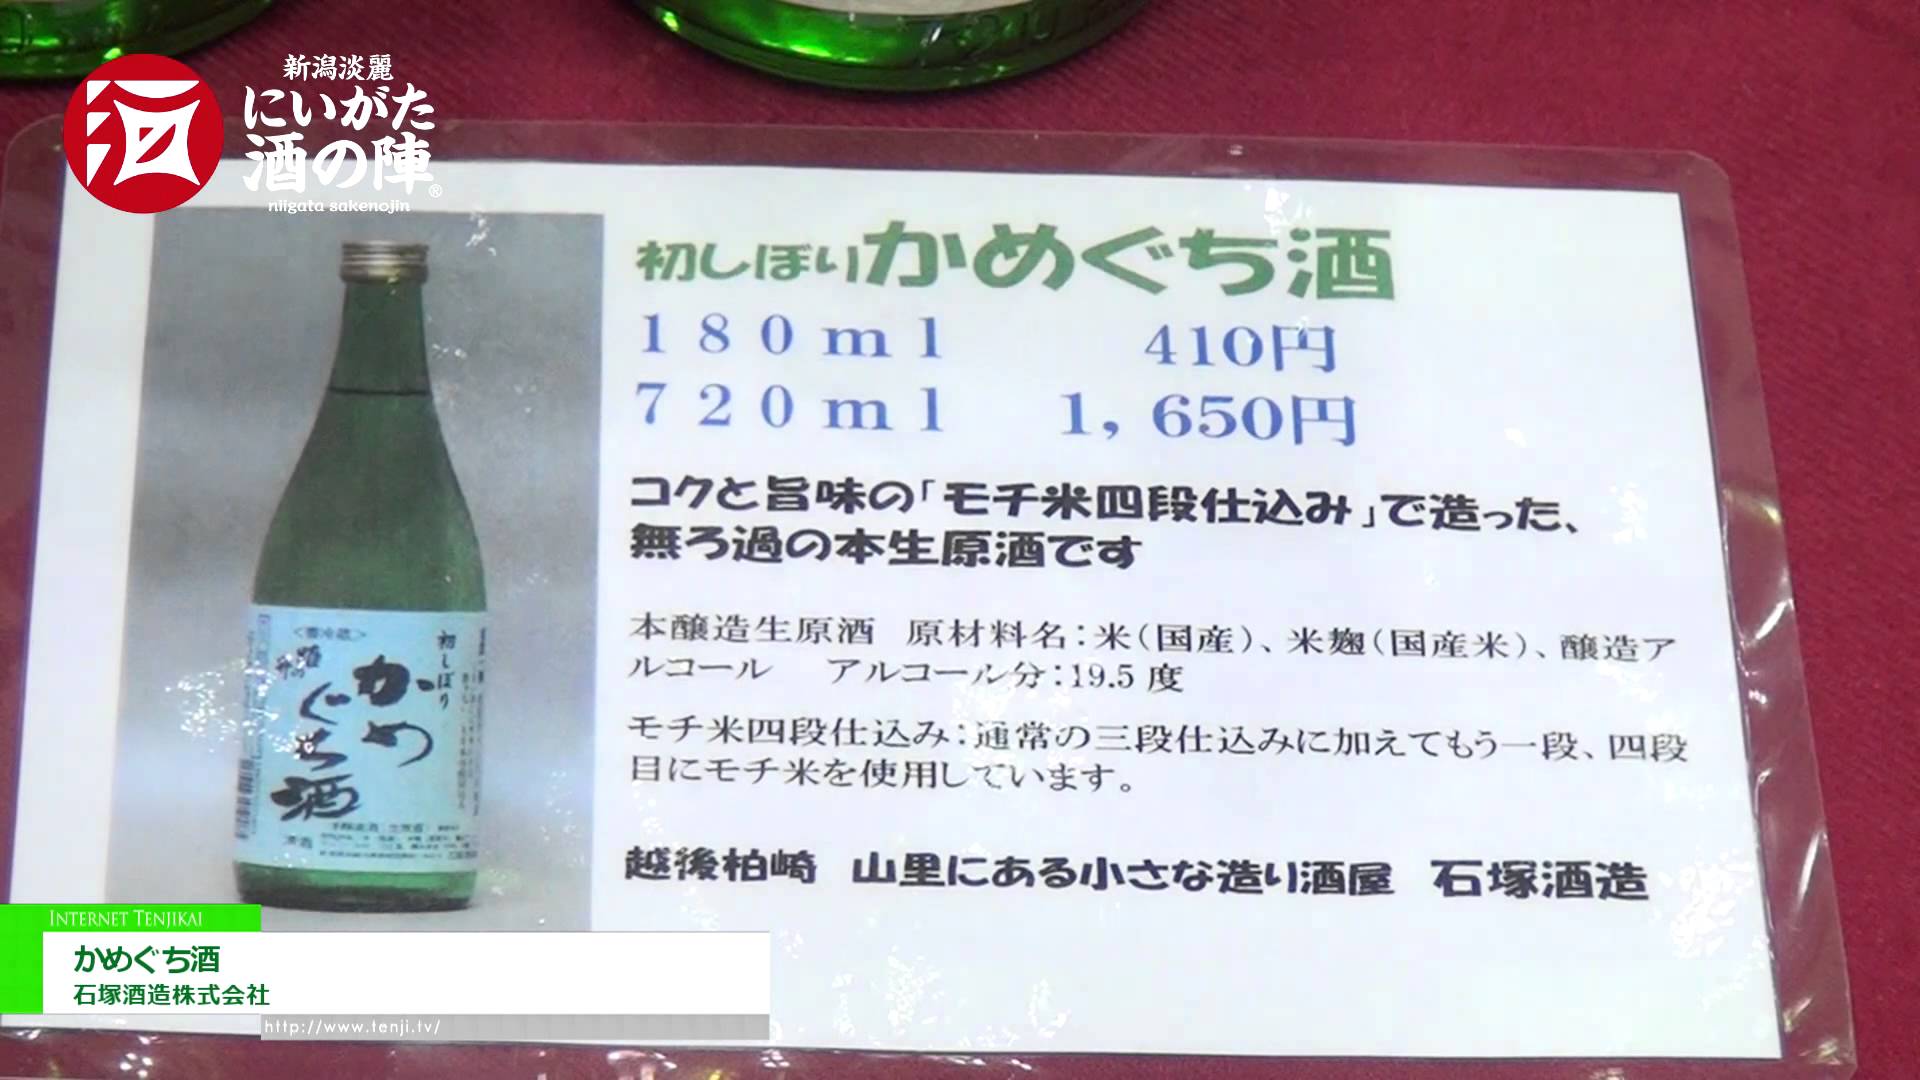 新潟淡麗
にいがた
酒の陣®
niigata sakenojin
初しぼりかめぐち酒
180ml 410円
720ml 1,650円
コクと旨味の「モチ米四段仕込み」で造った、
無ろ過の本生原酒です
本醸造生原酒 原材料名:米(国産)、米麹(国産米)、醸造ア
ルコール アルコール分:19.5度
モチ米四段仕込み:通常の三段仕込みに加えてもう一段、四段
目にモチ米を使用しています。
越後柏崎 山里にある小さな造り酒屋 石塚酒造
初しぼり
かめ
ぐち
酒
INTERNET TENJIKAI
かめぐち酒
石塚酒造株式会社
http://www.tenji.tv/